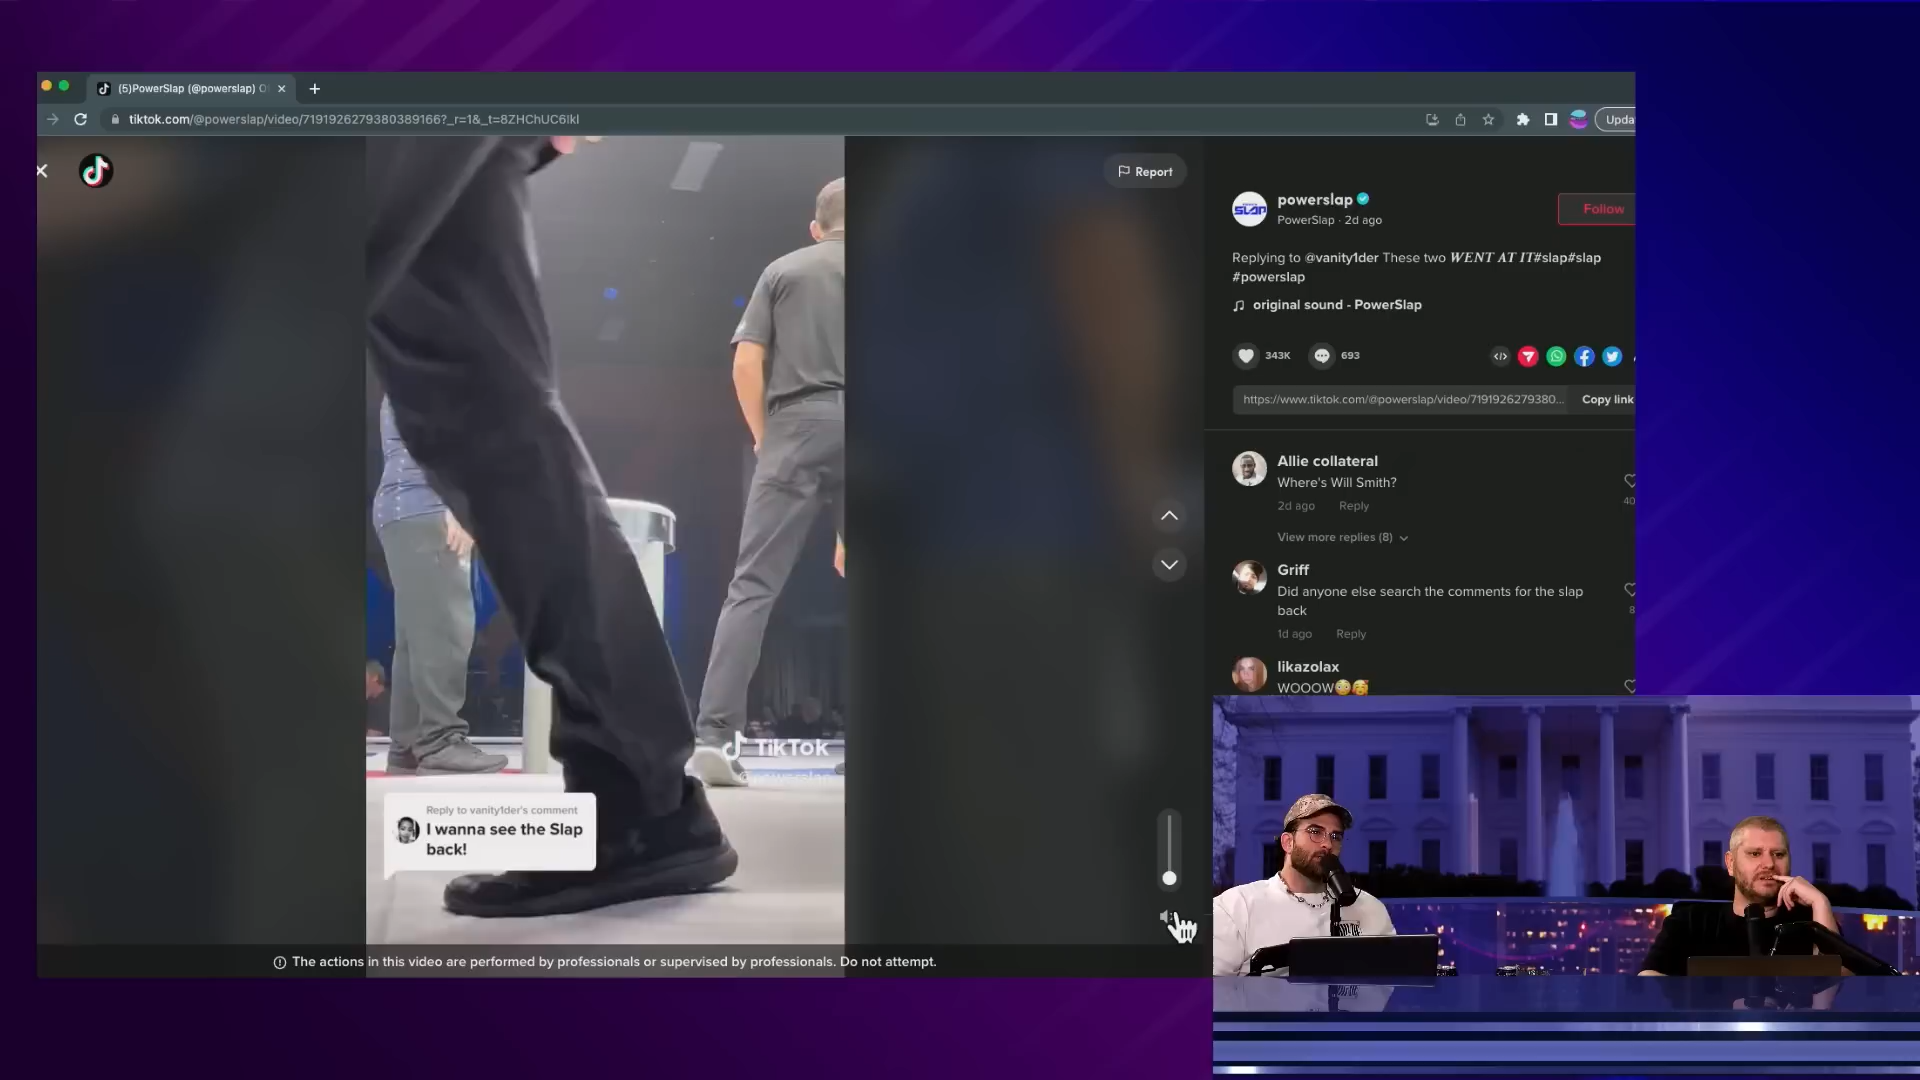 (5)PowerSlap (@powerslap) O
tiktok.com/@powerslap/video/7191926279380389166?_r=1&_t=8ZHChUC6lkI
Upda
Report
powerslap
PowerSlap · 2d ago
Follow
Replying to @vanity1der These two WENT AT IT#slap#slap
#powerslap
original sound - PowerSlap
343K
693
https://www.tiktok.com/@powerslap/video/7191926279380...
Copy link
Allie collateral
Where's Will Smith?
40
2d ago Reply
View more replies (8)
Griff
Did anyone else search the comments for the slap
back
8
1d ago Reply
likazolax
WOOOW😳🥰
TikTok
@powerslap
Reply to vanity1der's comment
I wanna see the Slap
back!
The actions in this video are performed by professionals or supervised by professionals. Do not attempt.
SLAP